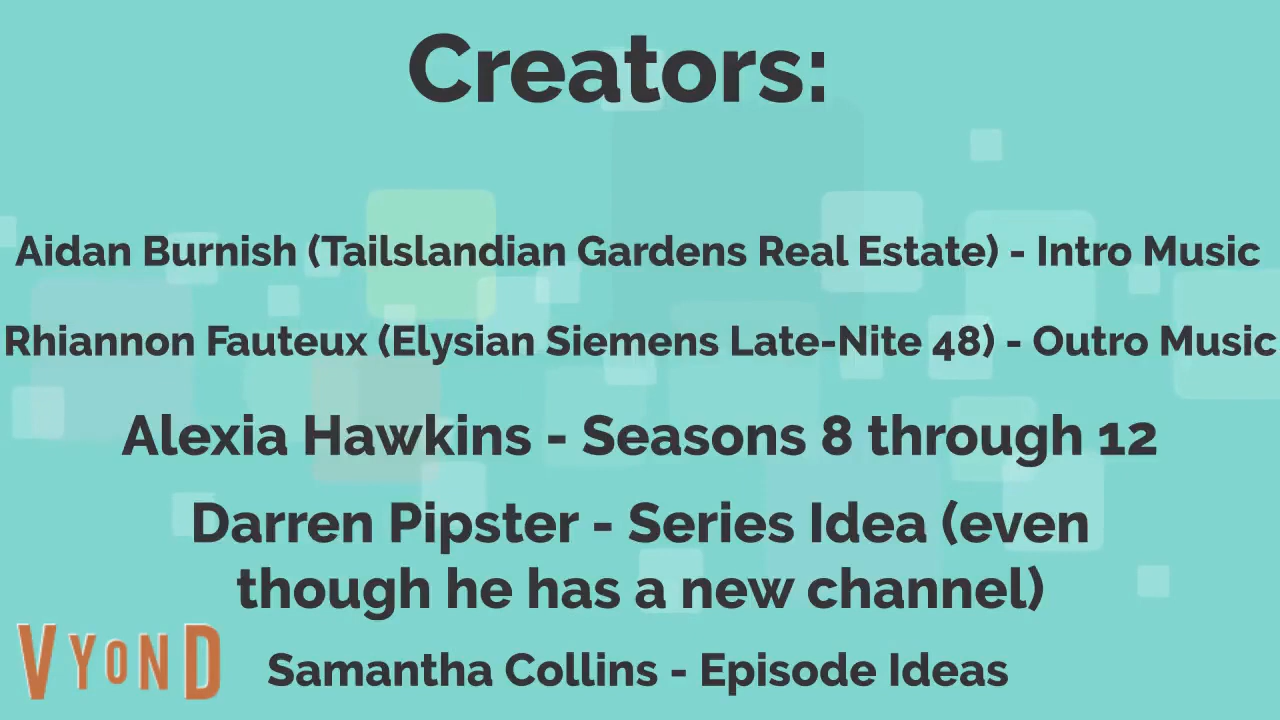 Creators:
Aidan Burnish (Tailslandian Gardens Real Estate) - Intro Music
Rhiannon Fauteux (Elysian Siemens Late-Nite 48) - Outro Music
Alexia Hawkins - Seasons 8 through 12
Darren Pipster - Series Idea (even
though he has a new channel)
Samantha Collins - Episode Ideas
VYOND